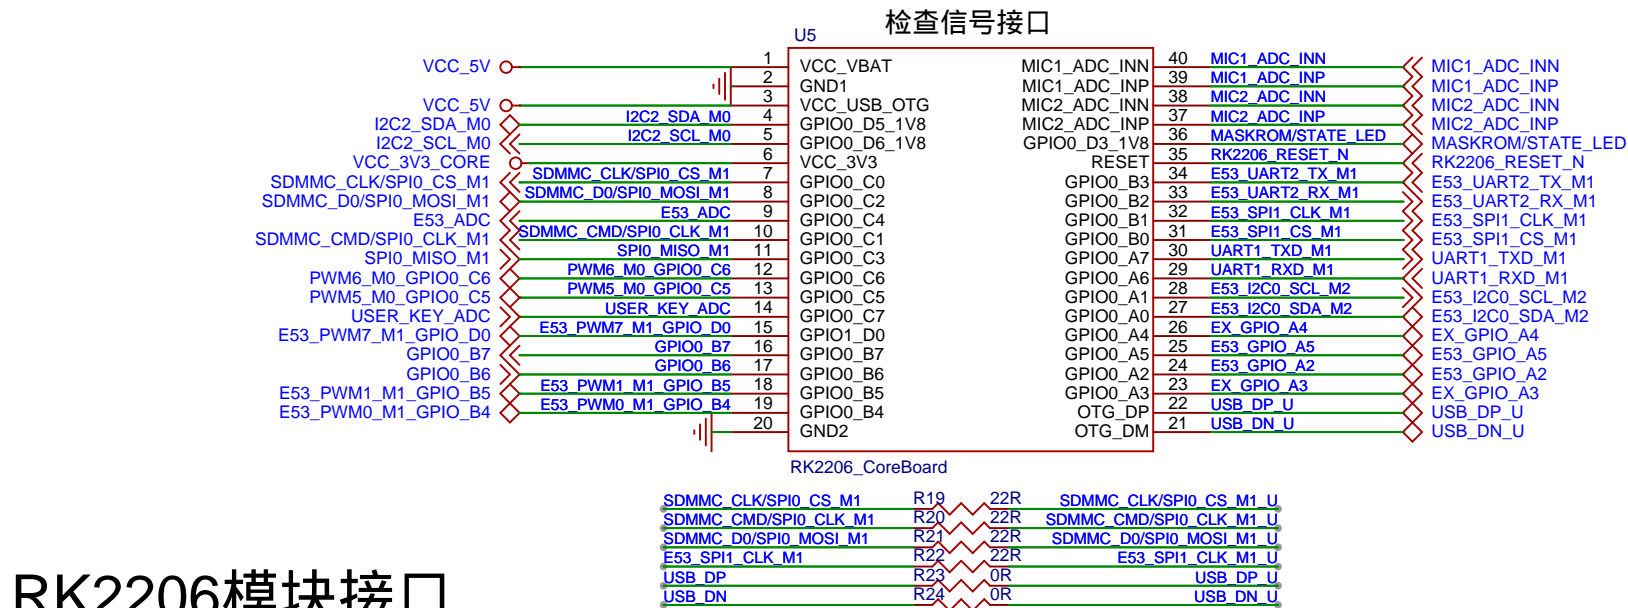 检查信号接口
U5
VCC_5V 1 VCC_VBAT MIC1_ADC_INN 40 MIC1_ADC_INN MIC1_ADC_INN
2 GND1 MIC1_ADC_INP 39 MIC1_ADC_INP MIC1_ADC_INP
VCC_5V 3 VCC_USB_OTG MIC2_ADC_INN 38 MIC2_ADC_INN MIC2_ADC_INN
I2C2_SDA_M0 I2C2_SDA_M0 4 GPIO0_D5_1V8 MIC2_ADC_INP 37 MIC2_ADC_INP MIC2_ADC_INP
I2C2_SCL_M0 I2C2_SCL_M0 5 GPIO0_D6_1V8 GPIO0_D3_1V8 36 MASKROM/STATE_LED MASKROM/STATE_LED
VCC_3V3_CORE 6 VCC_3V3 RESET 35 RK2206_RESET_N RK2206_RESET_N
SDMMC_CLK/SPI0_CS_M1 SDMMC_CLK/SPI0_CS_M1 7 GPIO0_C0 GPIO0_B3 34 E53_UART2_TX_M1 E53_UART2_TX_M1
SDMMC_D0/SPI0_MOSI_M1 SDMMC_D0/SPI0_MOSI_M1 8 GPIO0_C2 GPIO0_B2 33 E53_UART2_RX_M1 E53_UART2_RX_M1
E53_ADC E53_ADC 9 GPIO0_C4 GPIO0_B1 32 E53_SPI1_CLK_M1 E53_SPI1_CLK_M1
SDMMC_CMD/SPI0_CLK_M1 SDMMC_CMD/SPI0_CLK_M1 10 GPIO0_C1 GPIO0_B0 31 E53_SPI1_CS_M1 E53_SPI1_CS_M1
SPI0_MISO_M1 SPI0_MISO_M1 11 GPIO0_C3 GPIO0_A7 30 UART1_TXD_M1 UART1_TXD_M1
PWM6_M0_GPIO0_C6 PWM6_M0_GPIO0_C6 12 GPIO0_C6 GPIO0_A6 29 UART1_RXD_M1 UART1_RXD_M1
PWM5_M0_GPIO0_C5 PWM5_M0_GPIO0_C5 13 GPIO0_C5 GPIO0_A1 28 E53_I2C0_SCL_M2 E53_I2C0_SCL_M2
USER_KEY_ADC USER_KEY_ADC 14 GPIO0_C7 GPIO0_A0 27 E53_I2C0_SDA_M2 E53_I2C0_SDA_M2
E53_PWM7_M1_GPIO_D0 E53_PWM7_M1_GPIO_D0 15 GPIO1_D0 GPIO0_A4 26 EX_GPIO_A4 EX_GPIO_A4
GPIO0_B7 GPIO0_B7 16 GPIO0_B7 GPIO0_A5 25 E53_GPIO_A5 E53_GPIO_A5
GPIO0_B6 GPIO0_B6 17 GPIO0_B6 GPIO0_A2 24 E53_GPIO_A2 E53_GPIO_A2
E53_PWM1_M1_GPIO_B5 E53_PWM1_M1_GPIO_B5 18 GPIO0_B5 GPIO0_A3 23 EX_GPIO_A3 EX_GPIO_A3
E53_PWM0_M1_GPIO_B4 E53_PWM0_M1_GPIO_B4 19 GPIO0_B4 OTG_DP 22 USB_DP_U USB_DP_U
20 GND2 OTG_DM 21 USB_DN_U USB_DN_U
RK2206_CoreBoard
SDMMC_CLK/SPI0_CS_M1 R19 22R SDMMC_CLK/SPI0_CS_M1_U
SDMMC_CMD/SPI0_CLK_M1 R20 22R SDMMC_CMD/SPI0_CLK_M1_U
SDMMC_D0/SPI0_MOSI_M1 R21 22R SDMMC_D0/SPI0_MOSI_M1_U
E53_SPI1_CLK_M1 R22 22R E53_SPI1_CLK_M1_U
USB_DP R23 0R USB_DP_U
USB_DN R24 0R USB_DN_U
RK2206模块接口